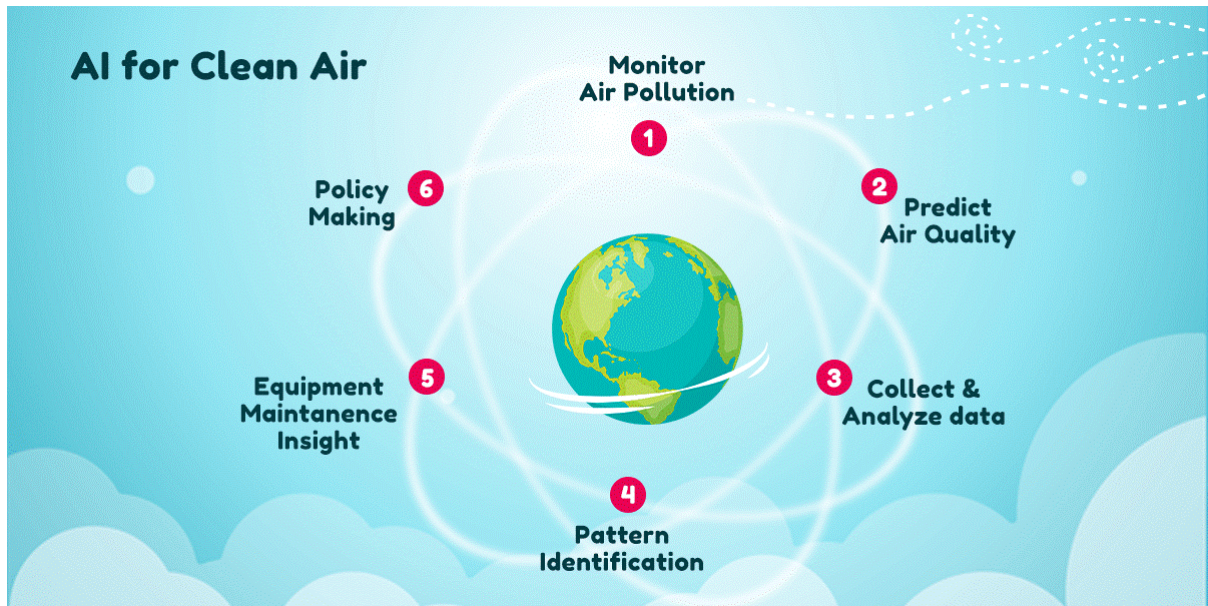 AI for Clean Air
Monitor
Air Pollution
1
2
Predict
Air Quality
3
Collect &
Analyze data
4
Pattern
Identification
5
Equipment
Maintanence
Insight
6
Policy
Making